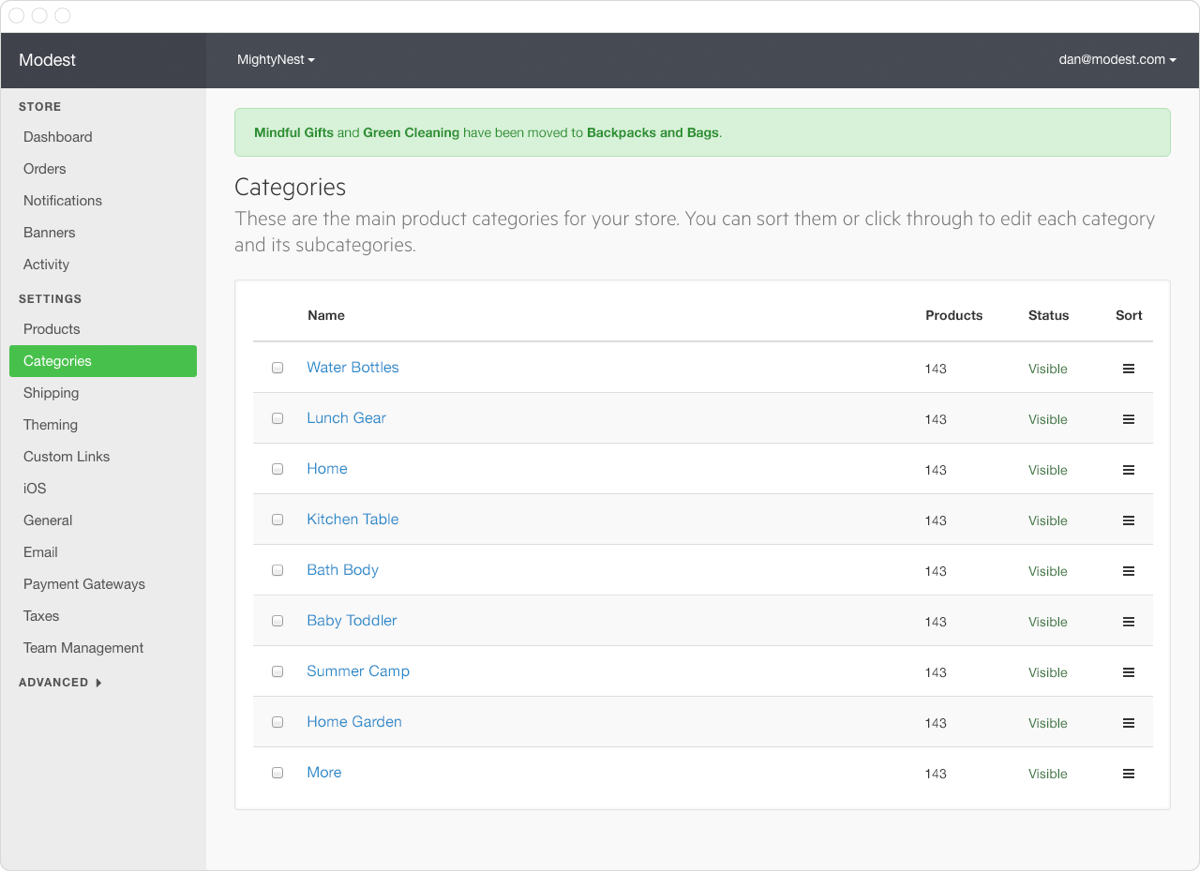 Modest
MightyNest
dan@modest.com
STORE
Dashboard
Orders
Notifications
Banners
Activity
SETTINGS
Products
Categories
Shipping
Theming
Custom Links
iOS
General
Email
Payment Gateways
Taxes
Team Management
ADVANCED
Mindful Gifts and Green Cleaning have been moved to Backpacks and Bags.
Categories
These are the main product categories for your store. You can sort them or click through to edit each category
and its subcategories.
Name Products Status Sort
Water Bottles 143 Visible
Lunch Gear 143 Visible
Home 143 Visible
Kitchen Table 143 Visible
Bath Body 143 Visible
Baby Toddler 143 Visible
Summer Camp 143 Visible
Home Garden 143 Visible
More 143 Visible